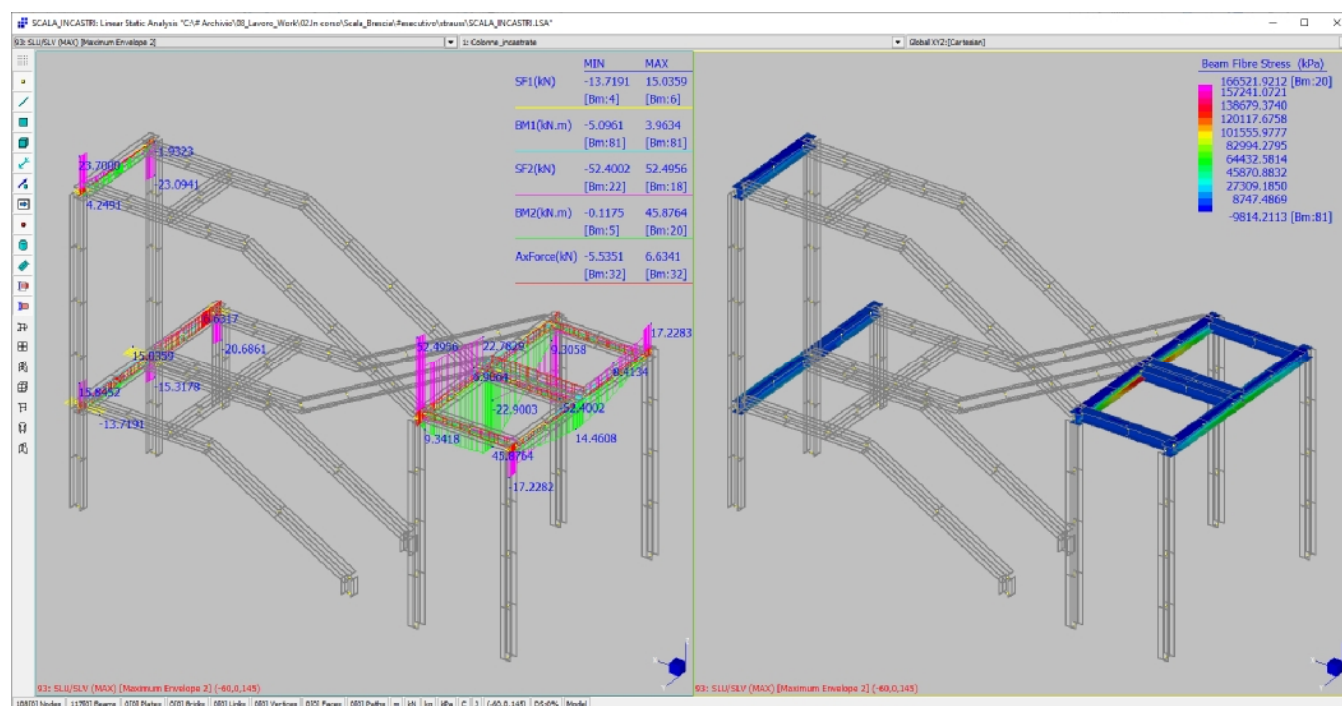 SCALA_INCASTRI: Linear Static Analysis "C:\# Archivio\08_Lavoro_Work\02.In corso\Scala_Brescia\#esecutivo\strauss\SCALA_INCASTRI.LSA"
93: SLU/SLV (MAX) [Maximum Envelope 2]
1: Colonne_incastrate
Global XYZ:[Cartesian]
MIN MAX
SF1(kN) -13.7191 15.0359
[Bm:4] [Bm:6]
BM1(kN.m) -5.0961 3.9634
[Bm:81] [Bm:81]
SF2(kN) -52.4002 52.4956
[Bm:22] [Bm:18]
BM2(kN.m) -0.1175 45.8764
[Bm:5] [Bm:20]
AxForce(kN) -5.5351 6.6341
[Bm:32] [Bm:32]
-1.9323
-23.0941
4.2491
-20.6861
15.0359
15.8452
-15.3178
-13.7191
52.4956
22.7829
9.3058
17.2283
8.4134
-22.9003
-52.4002
9.3418
14.4608
45.8764
-17.2282
93: SLU/SLV (MAX) [Maximum Envelope 2] (-60,0,145)
Beam Fibre Stress (kPa)
166521.9212 [Bm:20]
157241.0721
138679.3740
120117.6758
101555.9777
82994.2795
64432.5814
45870.8832
27309.1850
8747.4869
-9814.2113 [Bm:81]
93: SLU/SLV (MAX) [Maximum Envelope 2] (-60,0,145)